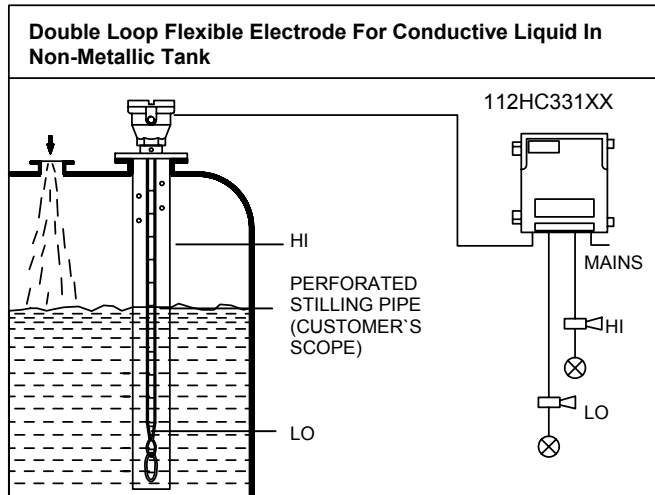 Double Loop Flexible Electrode For Conductive Liquid In
Non-Metallic Tank
112HC331XX
HI
MAINS
PERFORATED
STILLING PIPE
(CUSTOMER`S
SCOPE)
HI
LO
LO